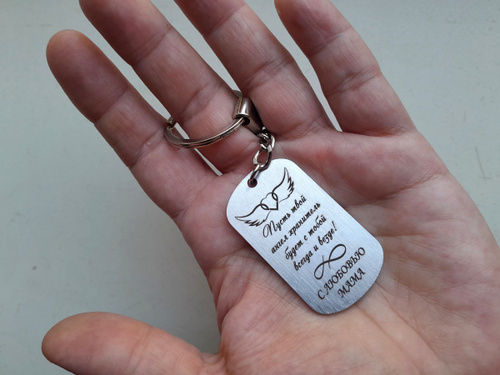 Пусть твой
ангел хранитель
будет с тобой
всегда и везде!
С ЛЮБОВЬЮ
МАМА